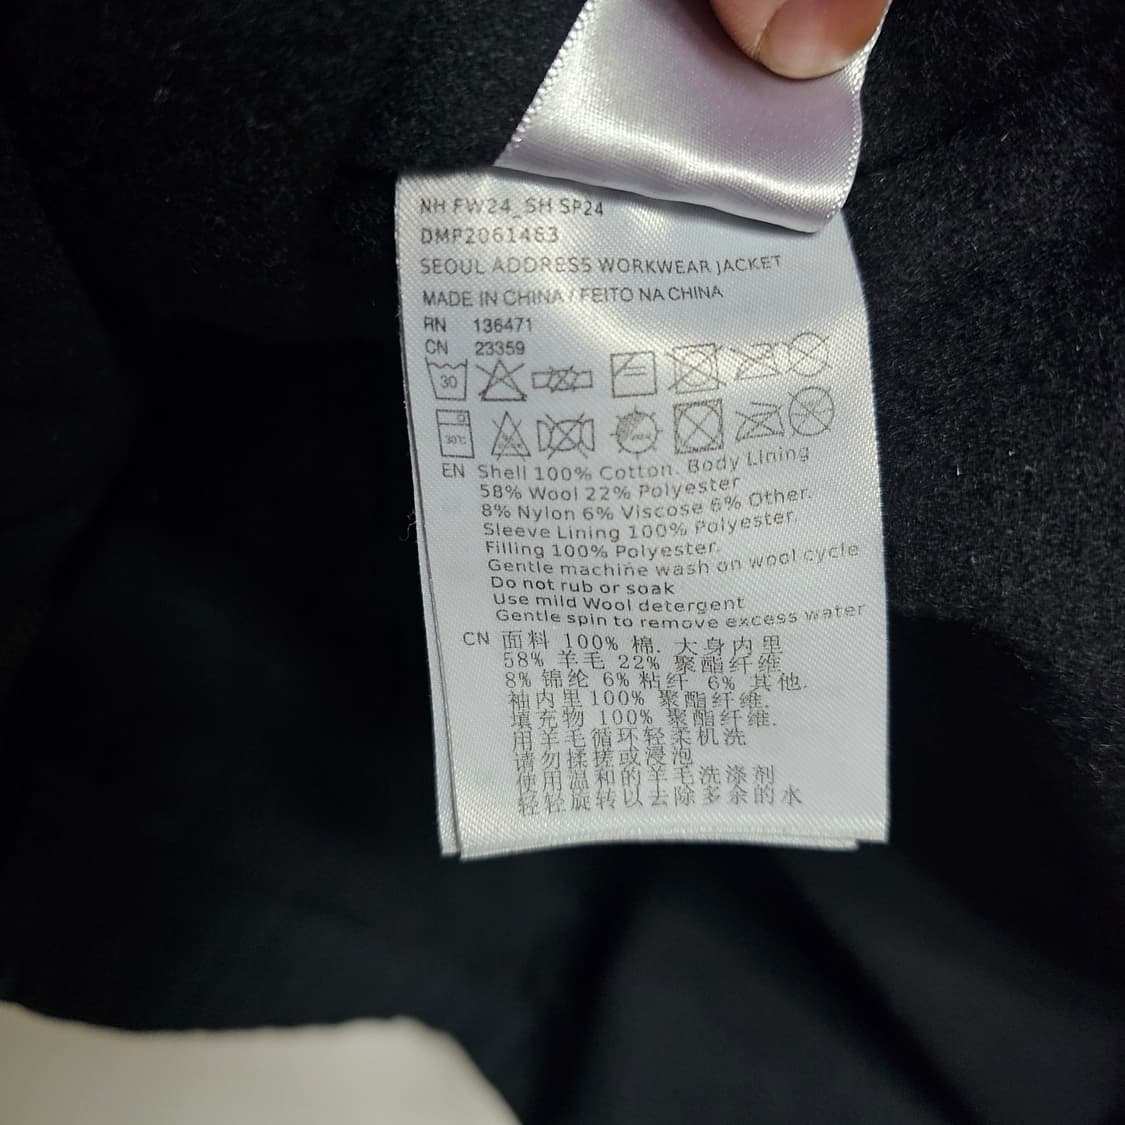 NH FW24_SH SP24
DMP2061463
SEOUL ADDRESS WORKWEAR JACKET
MADE IN CHINA / FEITO NA CHINA
RN 136471
CN 23359
30
30℃
EN Shell 100% Cotton. Body Lining
58% Wool 22% Polyester
8% Nylon 6% Viscose 6% Other.
Sleeve Lining 100% Polyester.
Filling 100% Polyester.
Gentle machine wash on wool cycle
Do not rub or soak
Use mild Wool detergent
Gentle spin to remove excess water
CN 面料 100% 棉. 大身内里
58% 羊毛 22% 聚酯纤维
8% 锦纶 6% 粘纤 6% 其他.
袖内里 100% 聚酯纤维.
填充物 100% 聚酯纤维.
用羊毛循环轻柔机洗
请勿揉搓或浸泡
使用温和的羊毛洗涤剂
轻轻旋转以去除多余的水